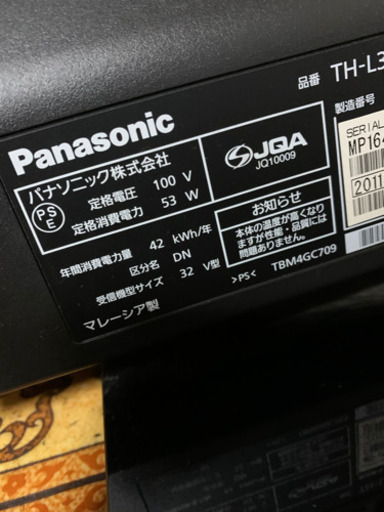 品番 TH-L3
Panasonic
パナソニック株式会社
PS
E
定格電圧 100 V
定格消費電力 53 W
年間消費電力量 42 kWh/年
区分名 DN
受信機型サイズ 32 V型
マレーシア製
JQA
JQ10009
お知らせ
本体の温度が高くなり
ますが性能・品質には
問題ありません。
>PS<
TBM4GC709
製造番号
SERIAL
MP164
2011